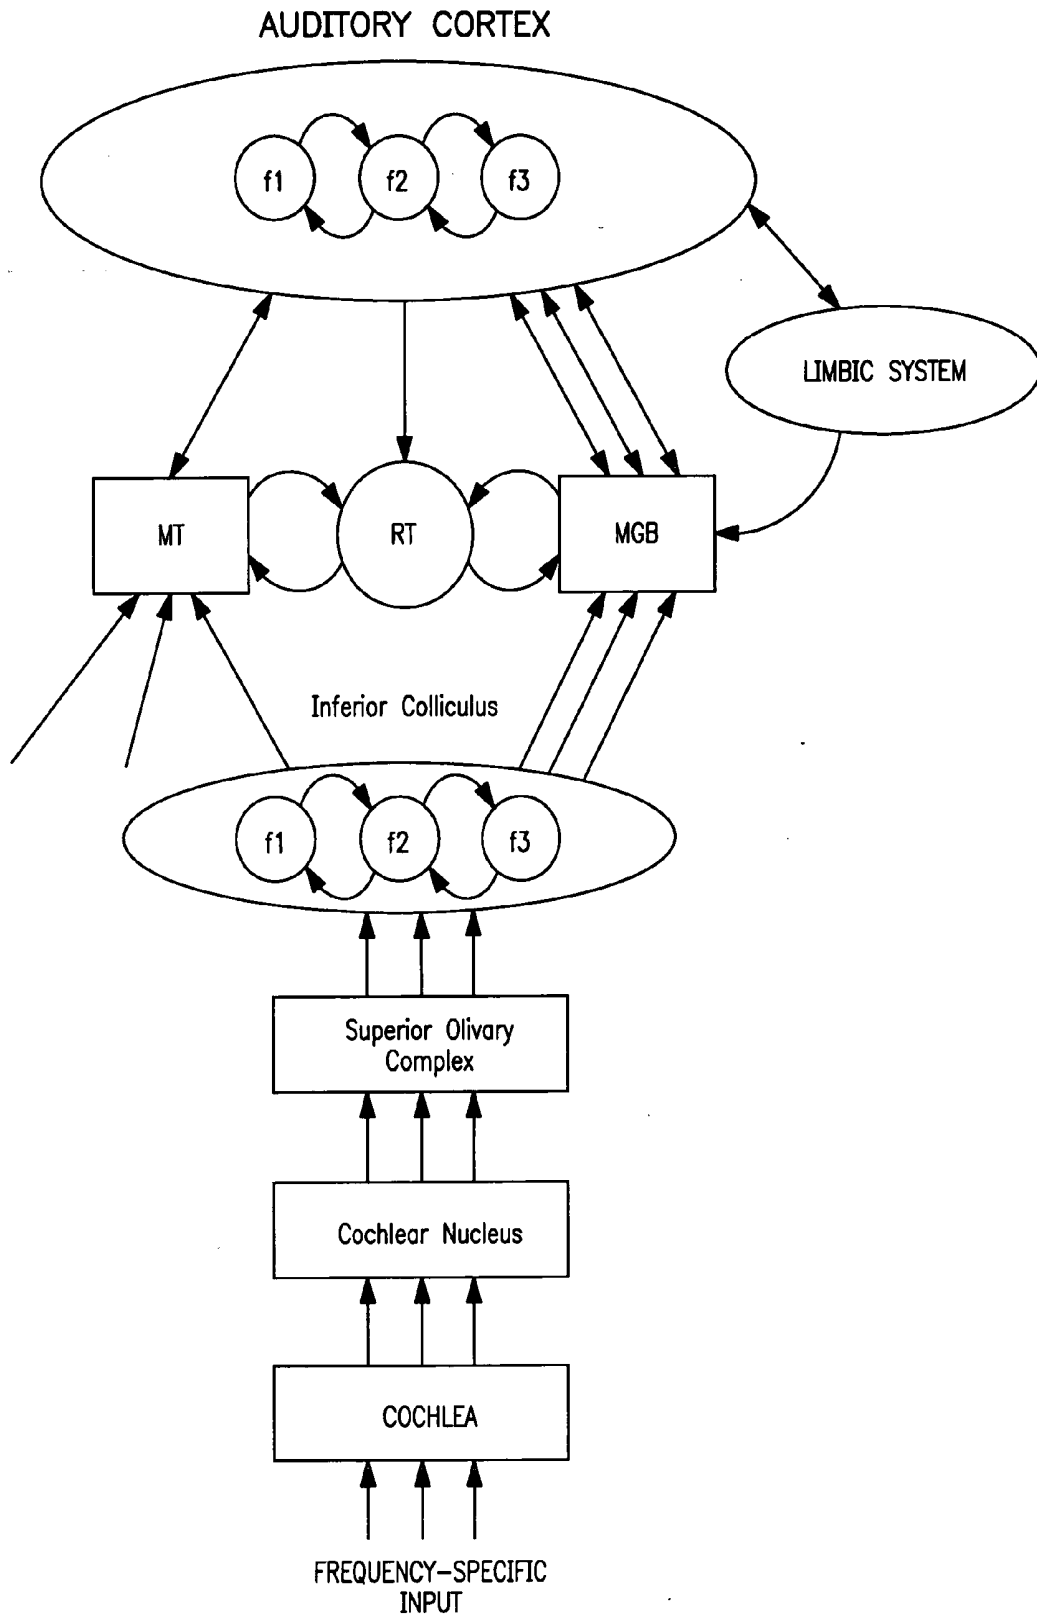 AUDITORY CORTEX
f1
f2
f3
LIMBIC SYSTEM
MT
RT
MGB
Inferior Colliculus
f1
f2
f3
Superior Olivary
Complex
Cochlear Nucleus
COCHLEA
FREQUENCY-SPECIFIC
INPUT